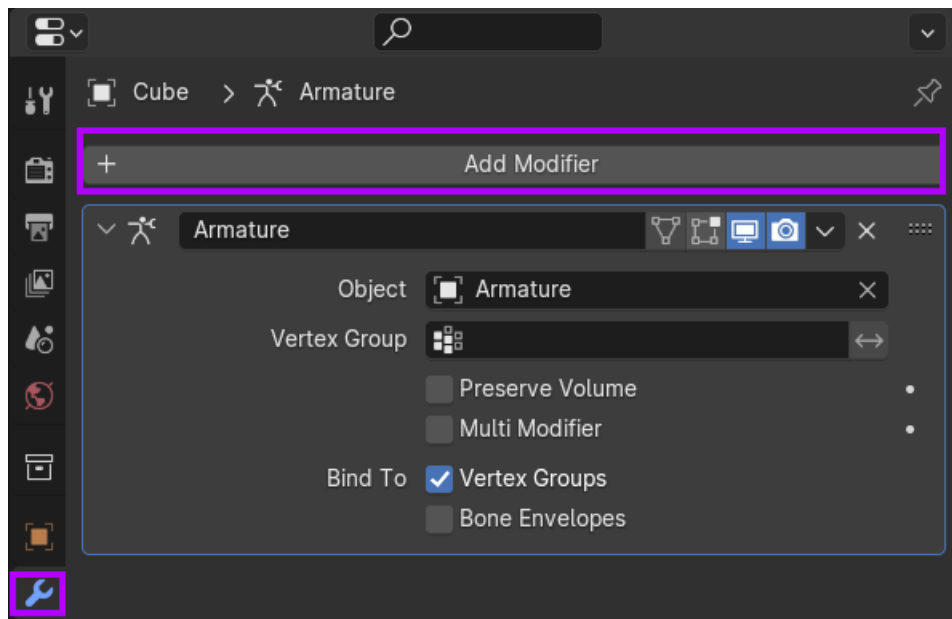 Cube > Armature
+ Add Modifier
Armature
Object Armature
Vertex Group
Preserve Volume
Multi Modifier
Bind To Vertex Groups
Bone Envelopes